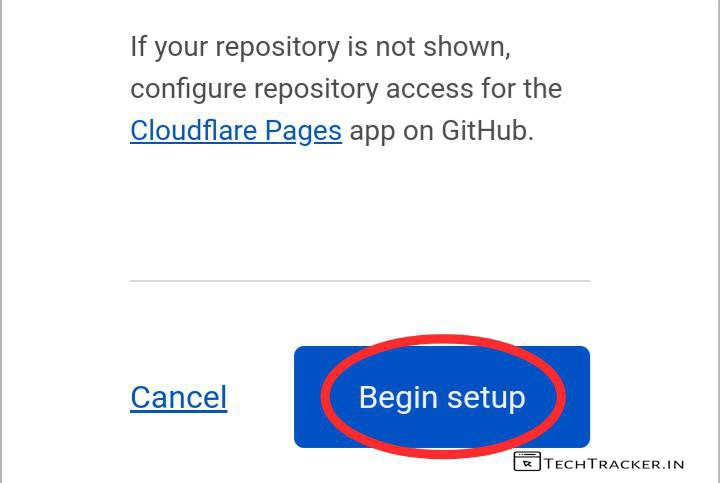 If your repository is not shown,
configure repository access for the
Cloudflare Pages app on GitHub.
Cancel
Begin setup
TECHTRACKER.IN